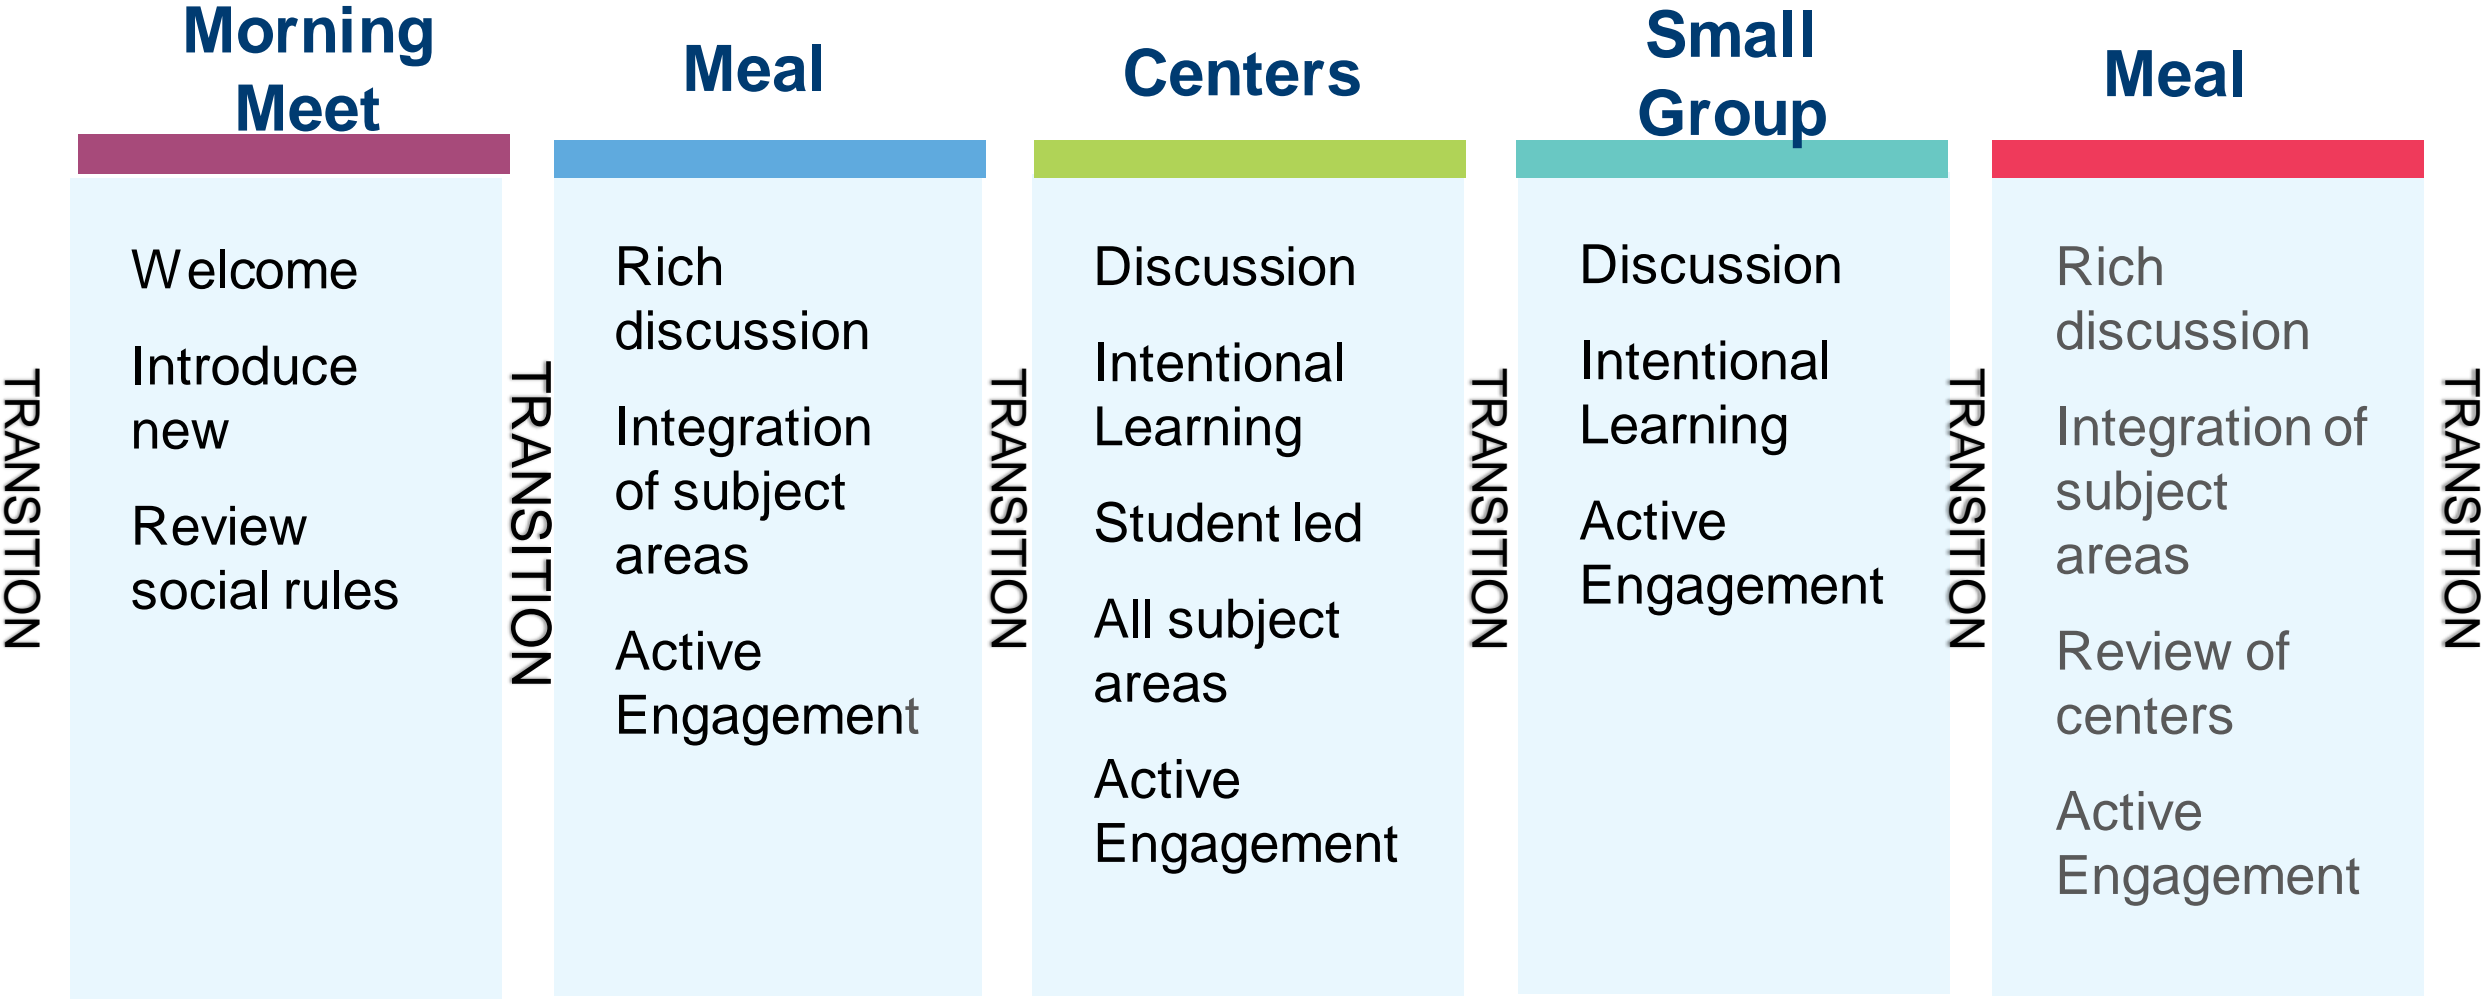 TRANSITION
Morning
Meet
Welcome
Introduce
new
Review
social rules
TRANSITION
Meal
Rich
discussion
Integration
of subject
areas
Active
Engagement
TRANSITION
Centers
Discussion
Intentional
Learning
Student led
All subject
areas
Active
Engagement
TRANSITION
Small
Group
Discussion
Intentional
Learning
Active
Engagement
TRANSITION
Meal
Rich
discussion
Integration of
subject
areas
Review of
centers
Active
Engagement
TRANSITION